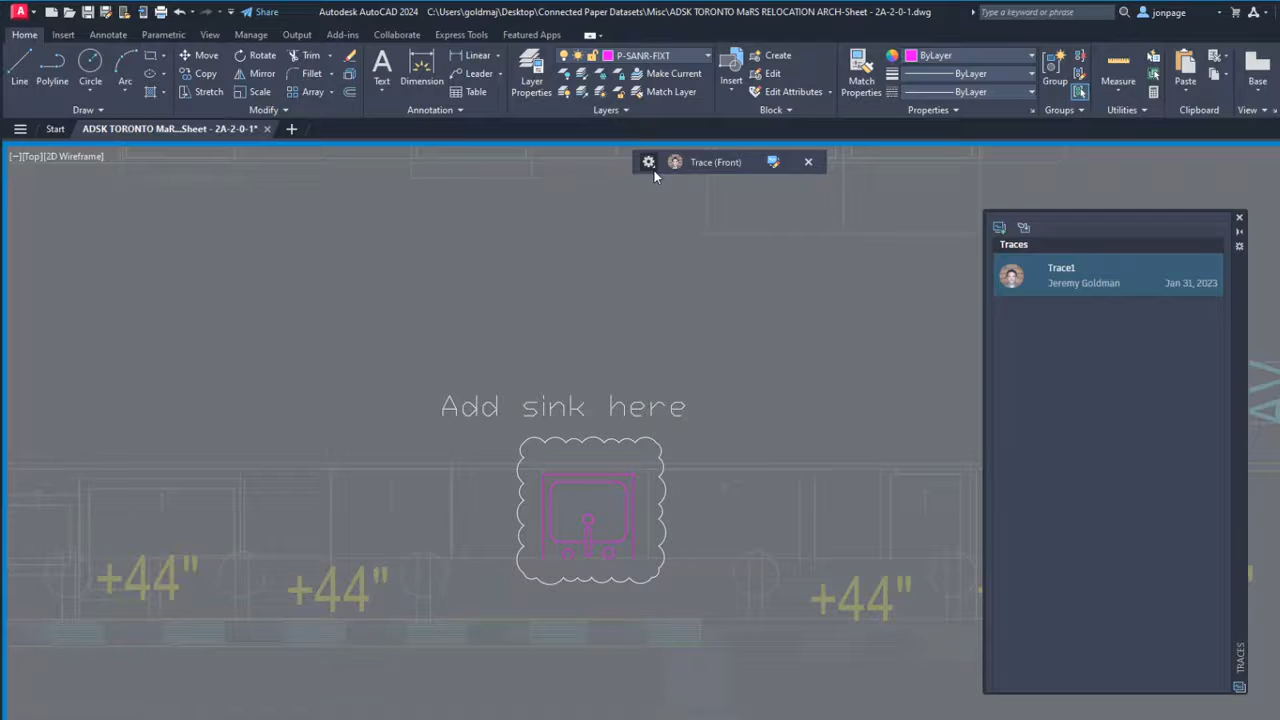 A Share Autodesk AutoCAD 2024 C:\Users\goldmaj\Desktop\Connected Paper Datasets\Misc\ADSK TORONTO MaRS RELOCATION ARCH-Sheet - 2A-2-0-1.dwg Type a keyword or phrase jonpage
Home Insert Annotate Parametric View Manage Output Add-ins Collaborate Express Tools Featured Apps
Move Rotate Trim Linear P-SANR-FIXT Create ByLayer
Copy Mirror Fillet Leader Make Current Edit ByLayer
Line Polyline Circle Arc Text Dimension Layer Properties Insert Match Properties Group Measure Paste Base
Stretch Scale Array Table Match Layer Edit Attributes ByLayer
Draw Modify Annotation Layers Block Properties Groups Utilities Clipboard View
Start ADSK TORONTO MaR...Sheet - 2A-2-0-1*
[−][Top][2D Wireframe]
Trace (Front)
Traces
Trace1
Jeremy Goldman Jan 31, 2023
Add sink here
+44" +44" +44"
TRACES